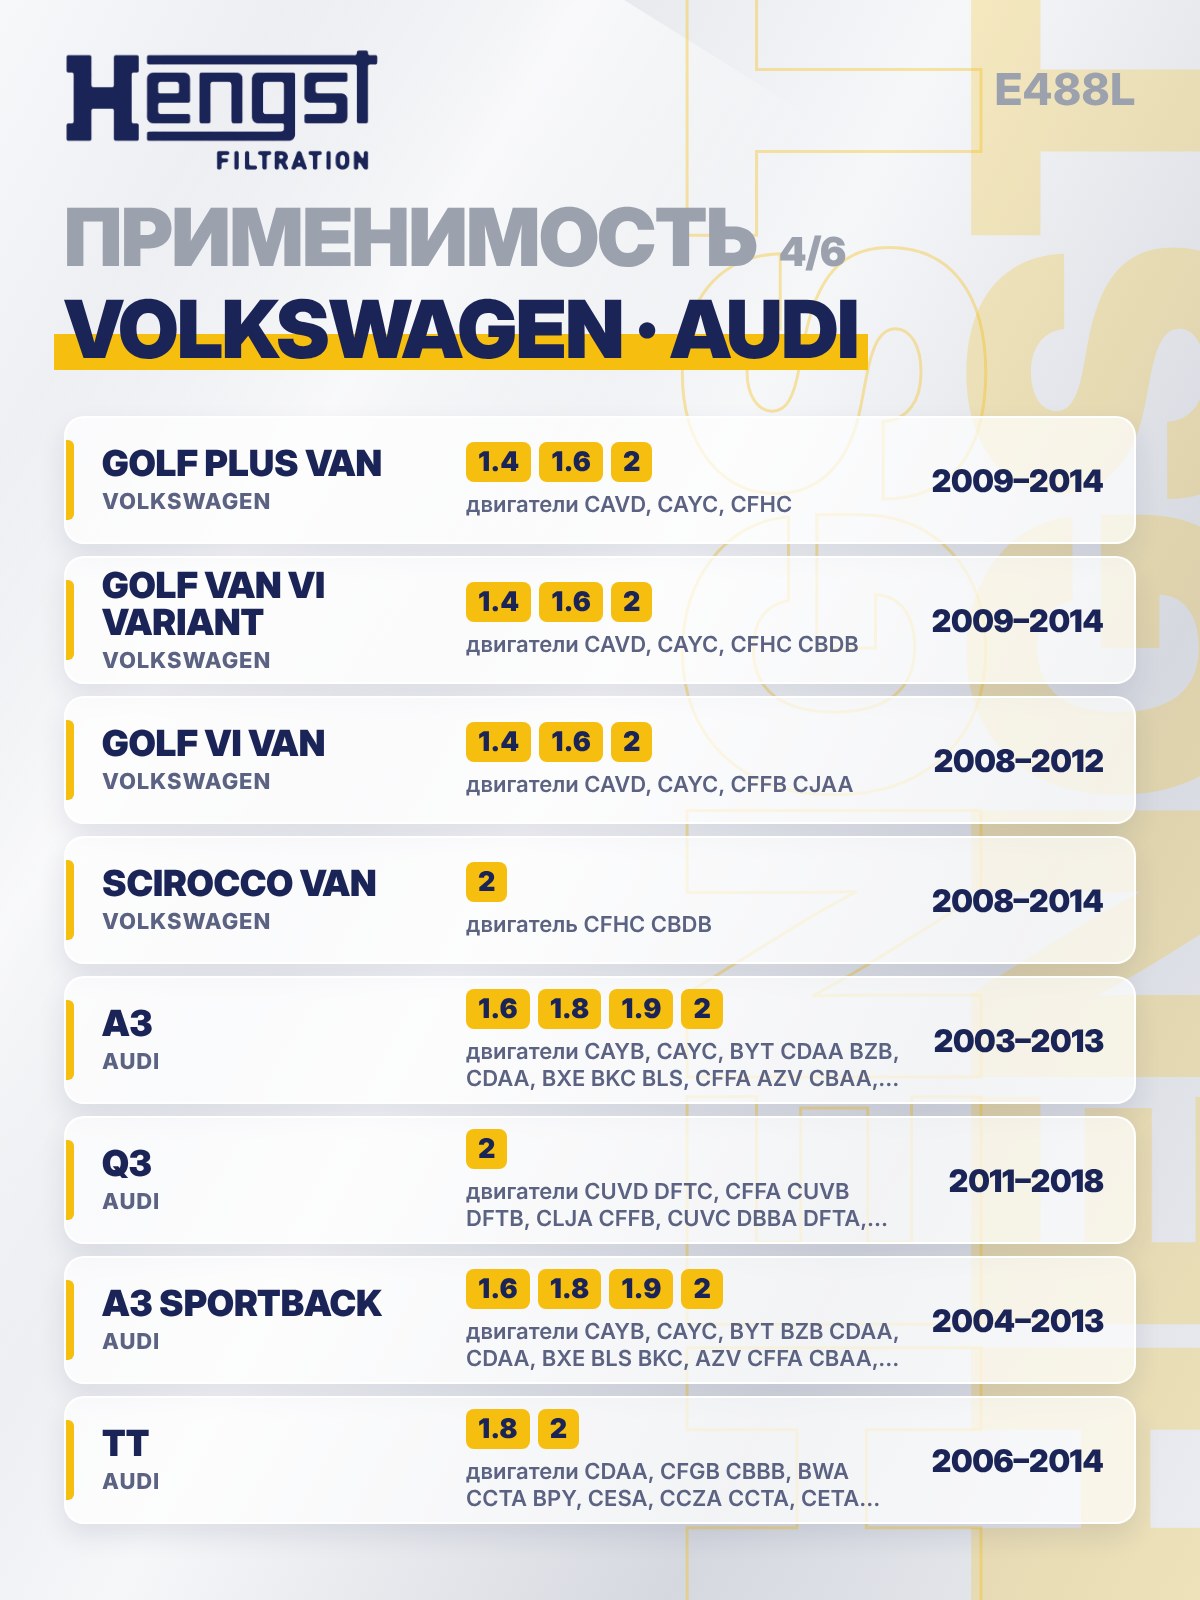 Hengst
FILTRATION
E488L
ПРИМЕНИМОСТЬ 4/6
VOLKSWAGEN · AUDI
GOLF PLUS VAN
VOLKSWAGEN
1.4 1.6 2
двигатели CAVD, CAYC, CFHC
2009–2014
GOLF VAN VI
VARIANT
VOLKSWAGEN
1.4 1.6 2
двигатели CAVD, CAYC, CFHC CBDB
2009–2014
GOLF VI VAN
VOLKSWAGEN
1.4 1.6 2
двигатели CAVD, CAYC, CFFB CJAA
2008–2012
SCIROCCO VAN
VOLKSWAGEN
2
двигатель CFHC CBDB
2008–2014
A3
AUDI
1.6 1.8 1.9 2
двигатели CAYB, CAYC, BYT CDAA BZB,
CDAA, BXE BKC BLS, CFFA AZV CBAA,...
2003–2013
Q3
AUDI
2
двигатели CUVD DFTC, CFFA CUVB
DFTB, CLJA CFFB, CUVC DBBA DFTA,...
2011–2018
A3 SPORTBACK
AUDI
1.6 1.8 1.9 2
двигатели CAYB, CAYC, BYT BZB CDAA,
CDAA, BXE BLS BKC, AZV CFFA CBAA,...
2004–2013
TT
AUDI
1.8 2
двигатели CDAA, CFGB CBBB, BWA
CCTA BPY, CESA, CCZA CCTA, CETA...
2006–2014
HENGST
HENGST